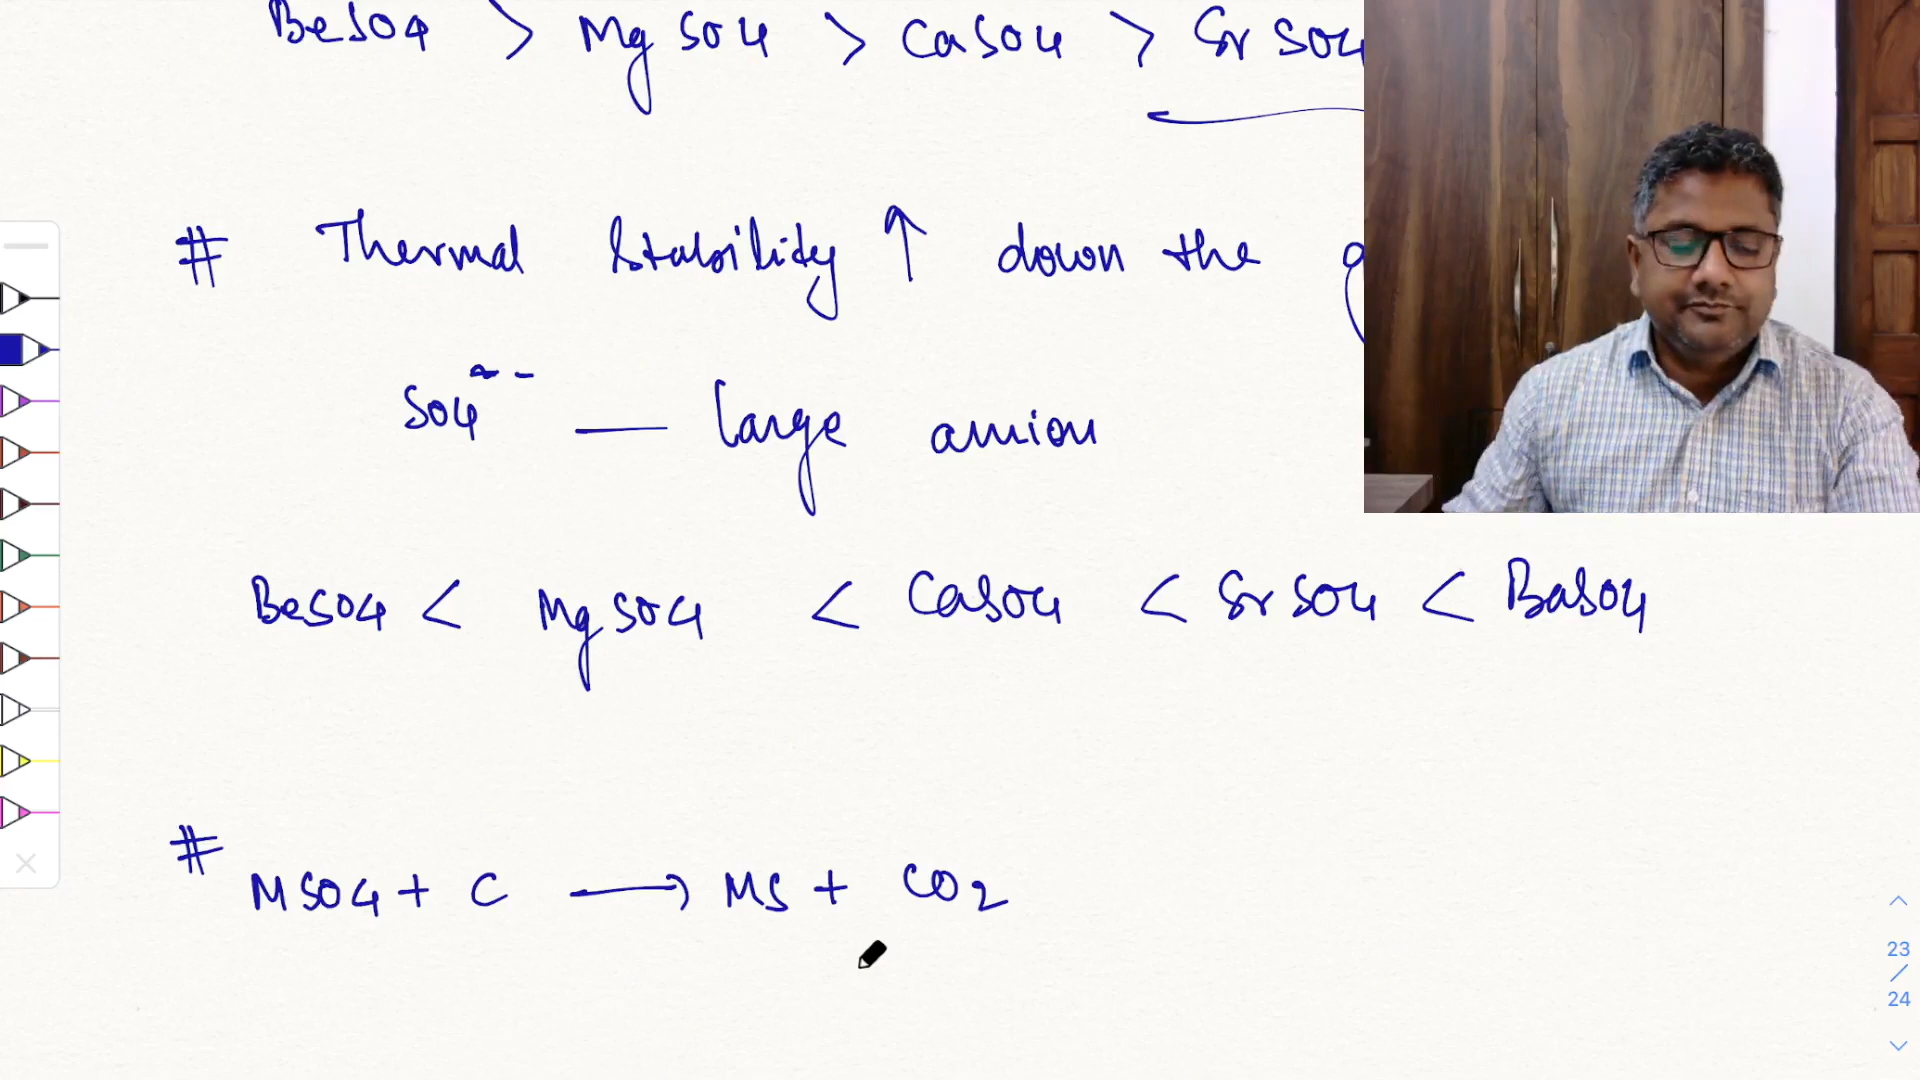 BeSO4 > MgSO4 > CaSO4 > SrSO4
# Thermal Stability ↑ down the
SO4-- — large anion
BeSO4 < MgSO4 < CaSO4 < SrSO4 < BaSO4
#
MSO4 + C → MS + CO2
23
/
24